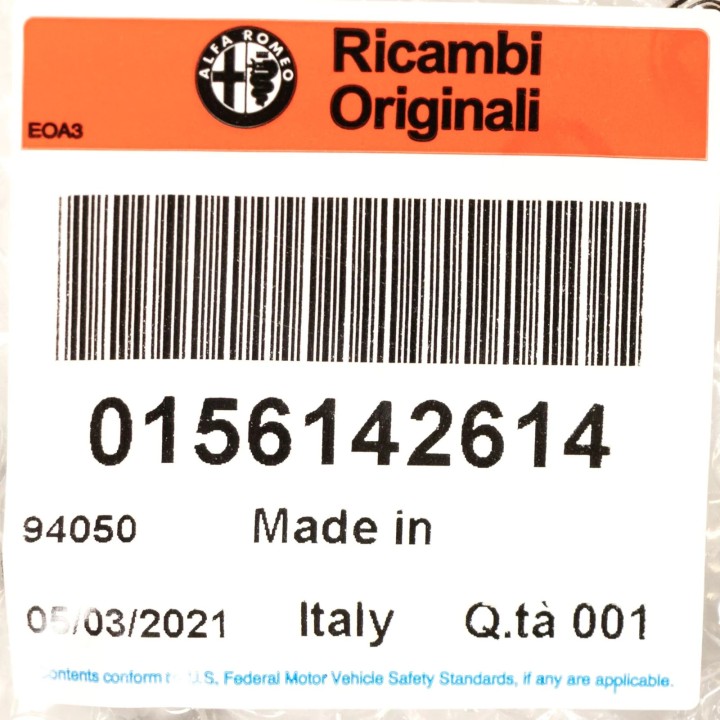 ALFA ROMEO
Ricambi
Originali
EOA3
0156142614
94050
Made in
05/03/2021
Italy
Q.tà 001
conform U.S. Federal Motor Vehicle Safety Standards, if any are applicable.